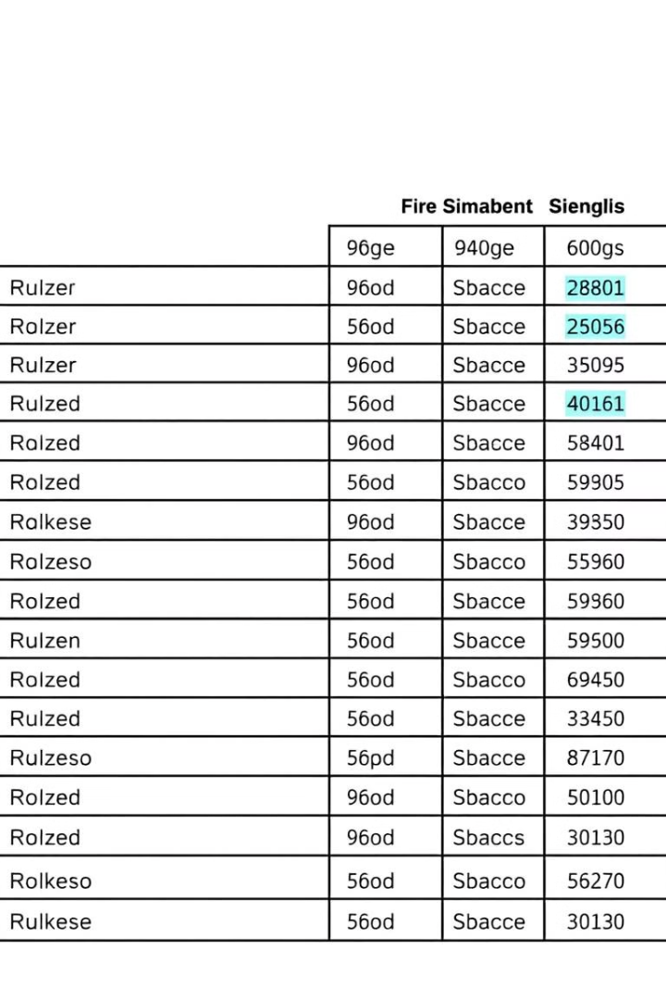 Fire Simabent Sienglis
96ge 940ge 600gs
Rulzer 96od Sbacce 28801
Rolzer 56od Sbacce 25056
Rulzer 96od Sbacce 35095
Rulzed 56od Sbacce 40161
Rolzed 96od Sbacce 58401
Rolzed 56od Sbacco 59905
Rolkese 96od Sbacce 39350
Rolzeso 56od Sbacco 55960
Rolzed 56od Sbacce 59360
Rulzen 56od Sbacce 59500
Rolzed 56od Sbacco 69450
Rulzed 56od Sbacce 33450
Rulzeso 56pd Sbacce 87170
Rolzed 96od Sbacco 50100
Rolzed 96od Sbaccs 30130
Rolkeso 56od Sbacco 56270
Rulkese 56od Sbacce 30130